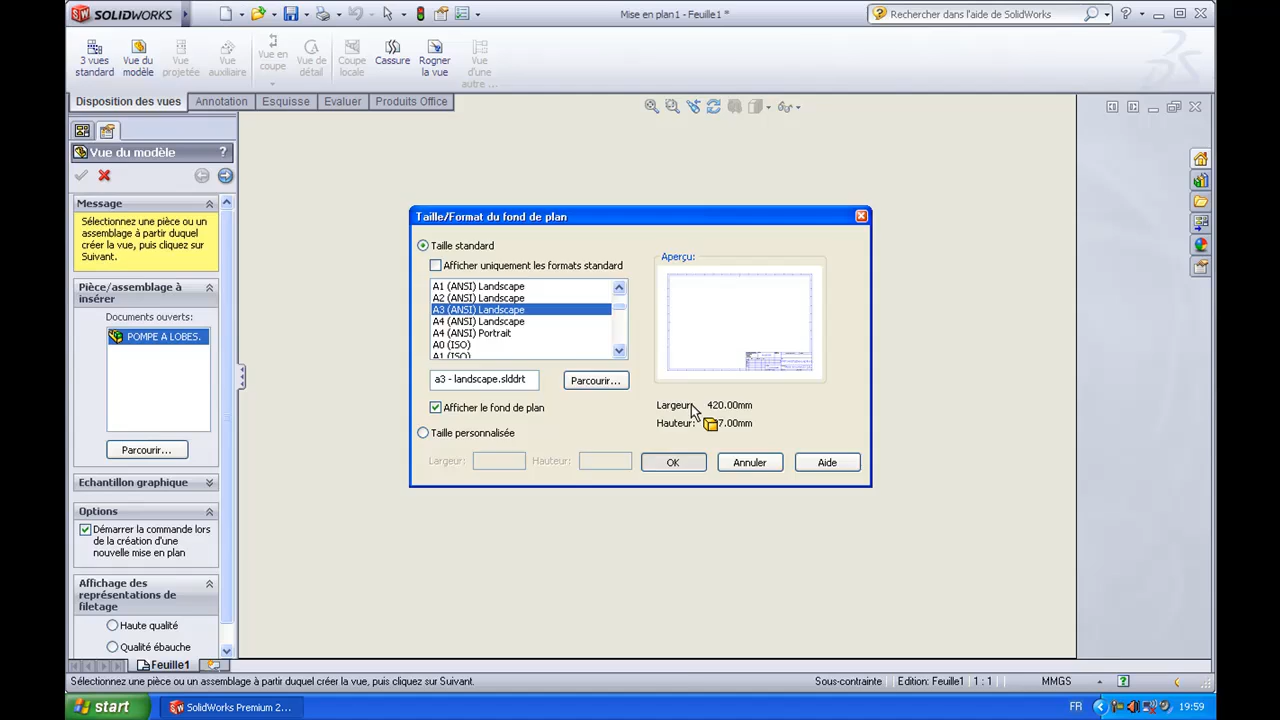 SOLIDWORKS
Mise en plan1 - Feuille1 *
Rechercher dans l'aide de SolidWorks
3 vues standard
Vue du modèle
Vue projetée
Vue auxiliaire
Vue en coupe
Vue de détail
Coupe locale
Cassure
Rogner la vue
Vue d'une autre ...
Disposition des vues
Annotation
Esquisse
Evaluer
Produits Office
Vue du modèle
?
Message
Sélectionnez une pièce ou un
assemblage à partir duquel
créer la vue, puis cliquez sur
Suivant.
Pièce/assemblage à
insérer
Documents ouverts:
POMPE A LOBES.
Parcourir...
Echantillon graphique
Options
Démarrer la commande lors
de la création d'une
nouvelle mise en plan
Affichage des
représentations de
filetage
Haute qualité
Qualité ébauche
Feuille1
Taille/Format du fond de plan
Taille standard
Afficher uniquement les formats standard
A1 (ANSI) Landscape
A2 (ANSI) Landscape
A3 (ANSI) Landscape
A4 (ANSI) Landscape
A4 (ANSI) Portrait
A0 (ISO)
A1 (ISO)
a3 - landscape.slddrt
Parcourir...
Afficher le fond de plan
Taille personnalisée
Largeur:
Hauteur:
Aperçu:
Largeur: 420.00mm
Hauteur: 7.00mm
OK
Annuler
Aide
Sélectionnez une pièce ou un assemblage à partir duquel créer la vue, puis cliquez sur Suivant.
Sous-contrainte
Edition: Feuille1
1 : 1
MMGS
start
SolidWorks Premium 2...
FR
19:59